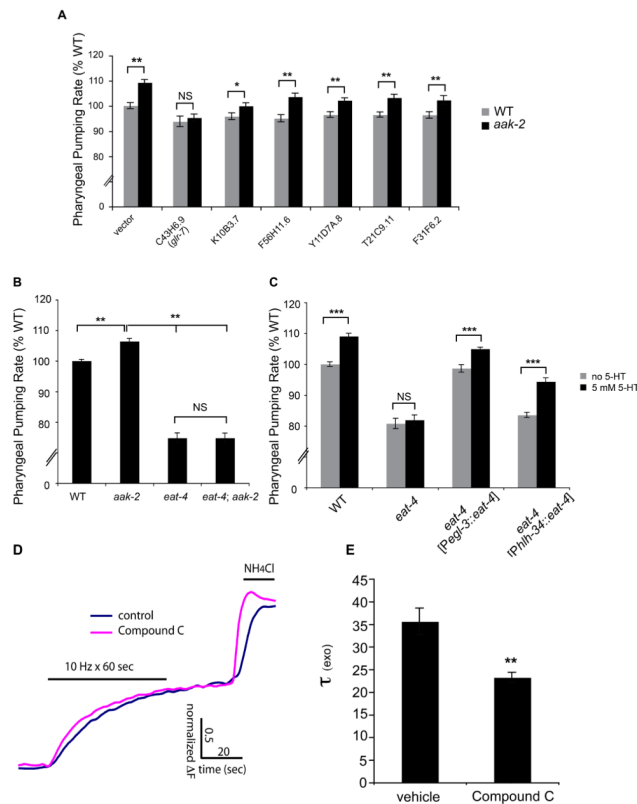 A
Pharyngeal Pumping Rate (% WT)
120
110
100
90
80
0
**
NS
*
**
**
**
**
WT
aak-2
vector
C43H6.9
(glr-7)
K10B3.7
F56H11.6
Y11D7A.8
T21C9.11
F31F6.2
B
Pharyngeal Pumping Rate (% WT)
120
110
100
90
80
0
**
**
NS
WT
aak-2
eat-4
eat-4; aak-2
C
Pharyngeal Pumping Rate (% WT)
120
110
100
90
80
0
***
NS
***
***
no 5-HT
5 mM 5-HT
WT
eat-4
eat-4
[Pegl-3::eat-4]
eat-4
[Phlh-34::eat-4]
D
NH4Cl
control
Compound C
10 Hz x 60 sec
normalized ΔF
0.5
20
time (sec)
E
τ (exo)
45
40
35
30
25
20
15
10
5
0
**
vehicle
Compound C